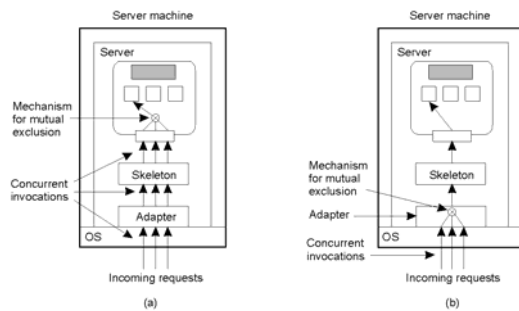 Server machine
Server
Mechanism
for mutual
exclusion
Concurrent
invocations
Skeleton
Adapter
OS
Incoming requests
(a)
Server machine
Server
Mechanism
for mutual
exclusion
Skeleton
Adapter
OS
Concurrent
invocations
Incoming requests
(b)